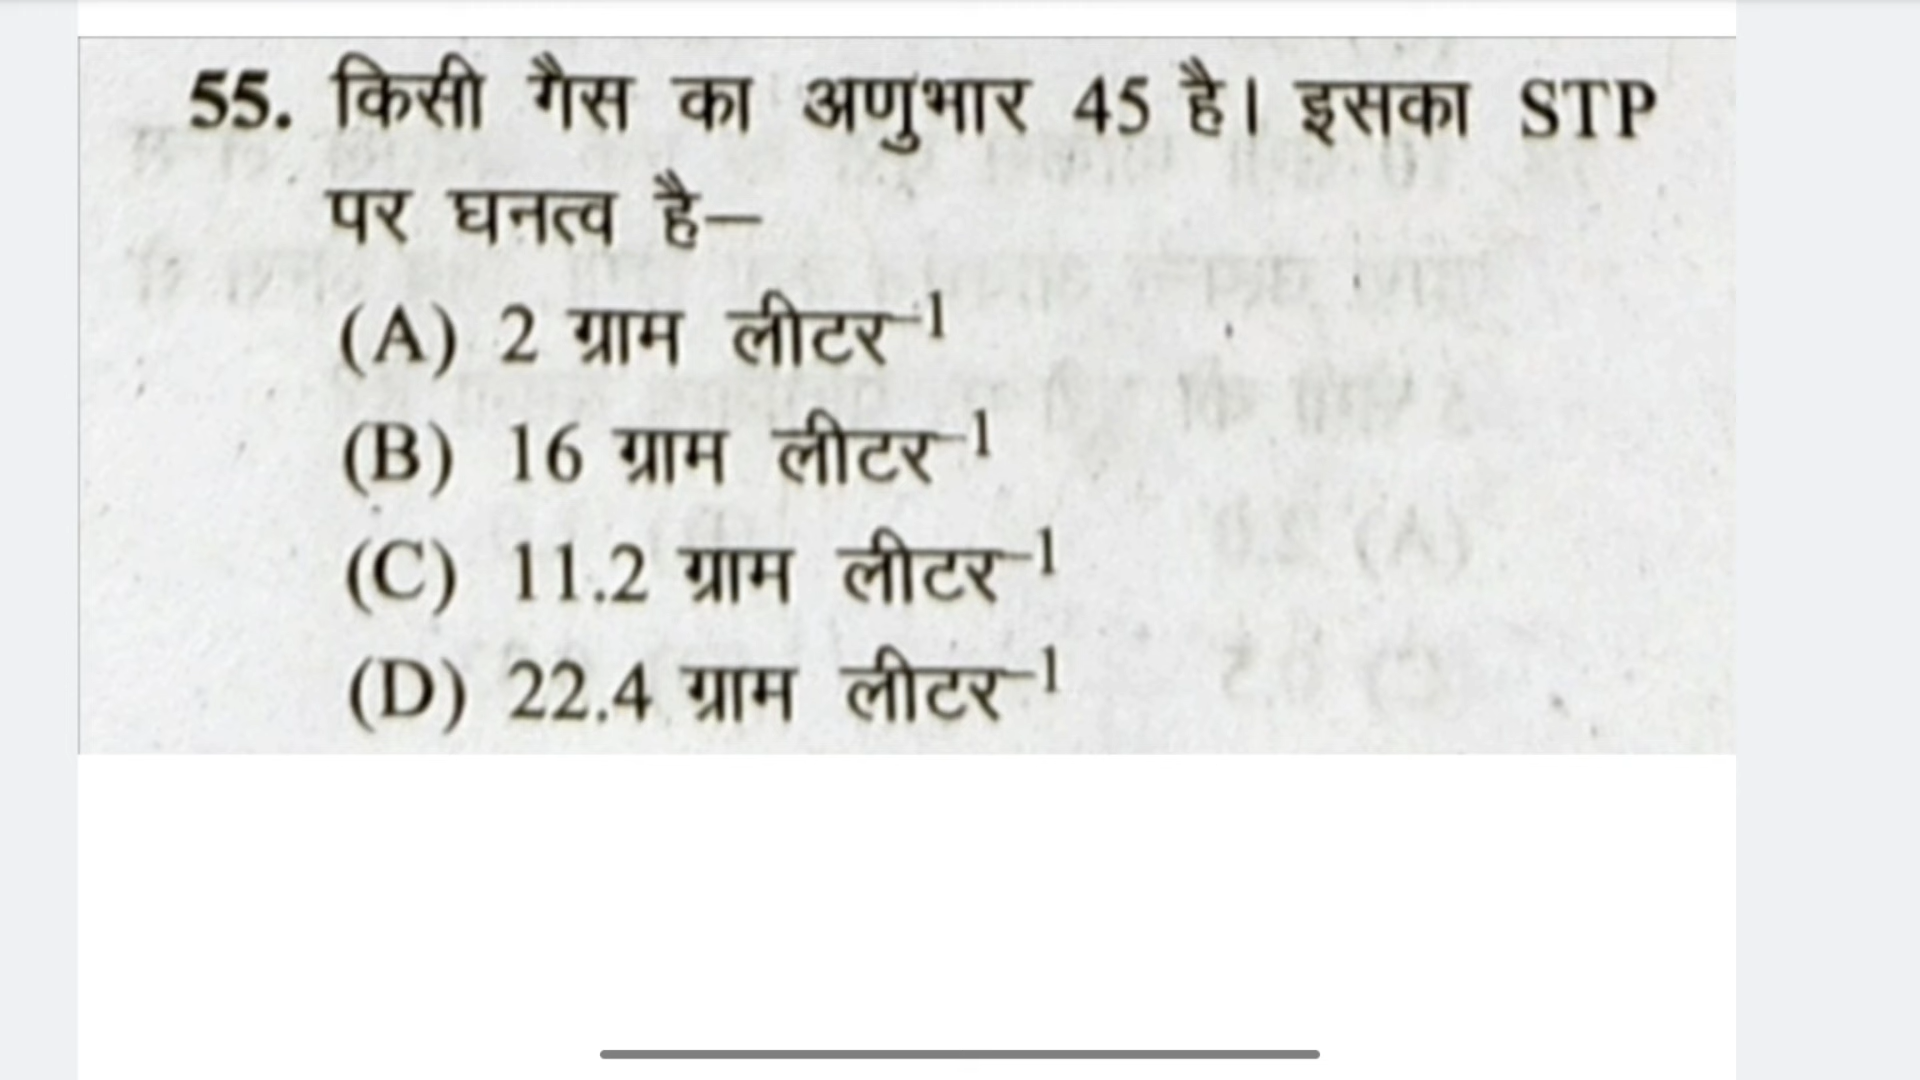 55. किसी गैस का अणुभार 45 है। इसका STP
पर घनत्व है–
(A) 2 ग्राम लीटर⁻¹
(B) 16 ग्राम लीटर⁻¹
(C) 11.2 ग्राम लीटर⁻¹
(D) 22.4 ग्राम लीटर⁻¹